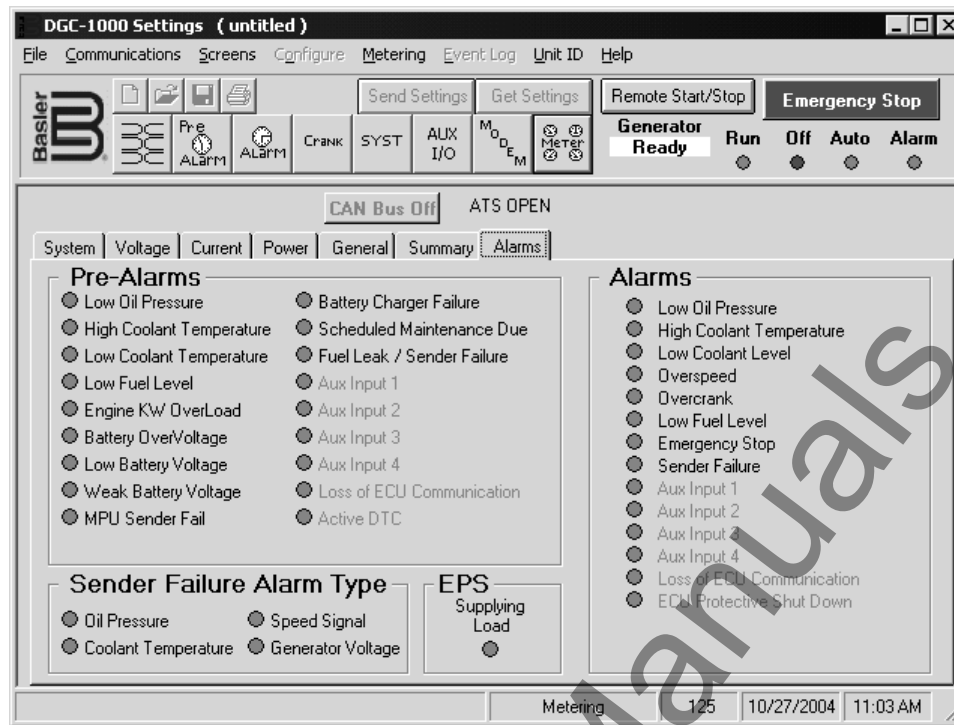 DGC-1000 Settings ( untitled )
File Communications Screens Configure Metering Event Log Unit ID Help
Basler
Send Settings Get Settings Remote Start/Stop Emergency Stop
Pre ALARM ALARM CRANK SYST AUX I/O MODEM METER
Generator Ready Run Off Auto Alarm
CAN Bus Off ATS OPEN
System Voltage Current Power General Summary Alarms
Pre-Alarms
Low Oil Pressure
High Coolant Temperature
Low Coolant Temperature
Low Fuel Level
Engine KW OverLoad
Battery OverVoltage
Low Battery Voltage
Weak Battery Voltage
MPU Sender Fail
Battery Charger Failure
Scheduled Maintenance Due
Fuel Leak / Sender Failure
Aux Input 1
Aux Input 2
Aux Input 3
Aux Input 4
Loss of ECU Communication
Active DTC
Alarms
Low Oil Pressure
High Coolant Temperature
Low Coolant Level
Overspeed
Overcrank
Low Fuel Level
Emergency Stop
Sender Failure
Aux Input 1
Aux Input 2
Aux Input 3
Aux Input 4
Loss of ECU Communication
ECU Protective Shut Down
Sender Failure Alarm Type
Oil Pressure
Coolant Temperature
Speed Signal
Generator Voltage
EPS
Supplying
Load
Metering 125 10/27/2004 11:03 AM
Manuals